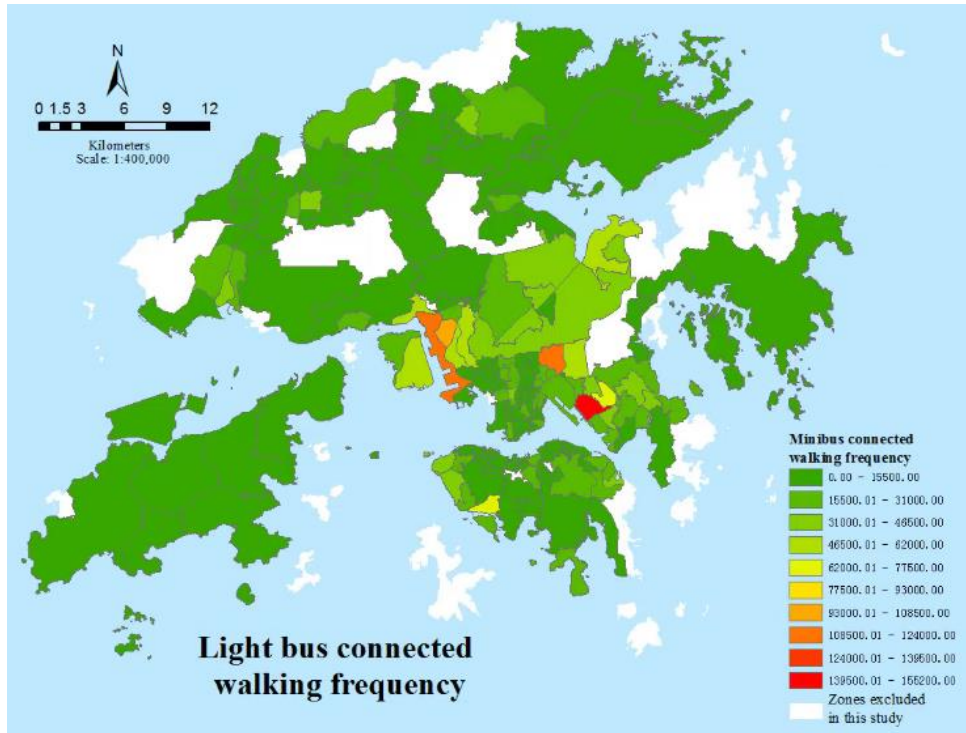 N
0 1.5 3 6 9 12
Kilometers
Scale: 1:400,000
Minibus connected
walking frequency
0.00 - 15500.00
15500.01 - 31000.00
31000.01 - 46500.00
46500.01 - 62000.00
62000.01 - 77500.00
77500.01 - 93000.00
93000.01 - 108500.00
108500.01 - 124000.00
124000.01 - 139500.00
139500.01 - 155200.00
Zones excluded
in this study
Light bus connected
walking frequency